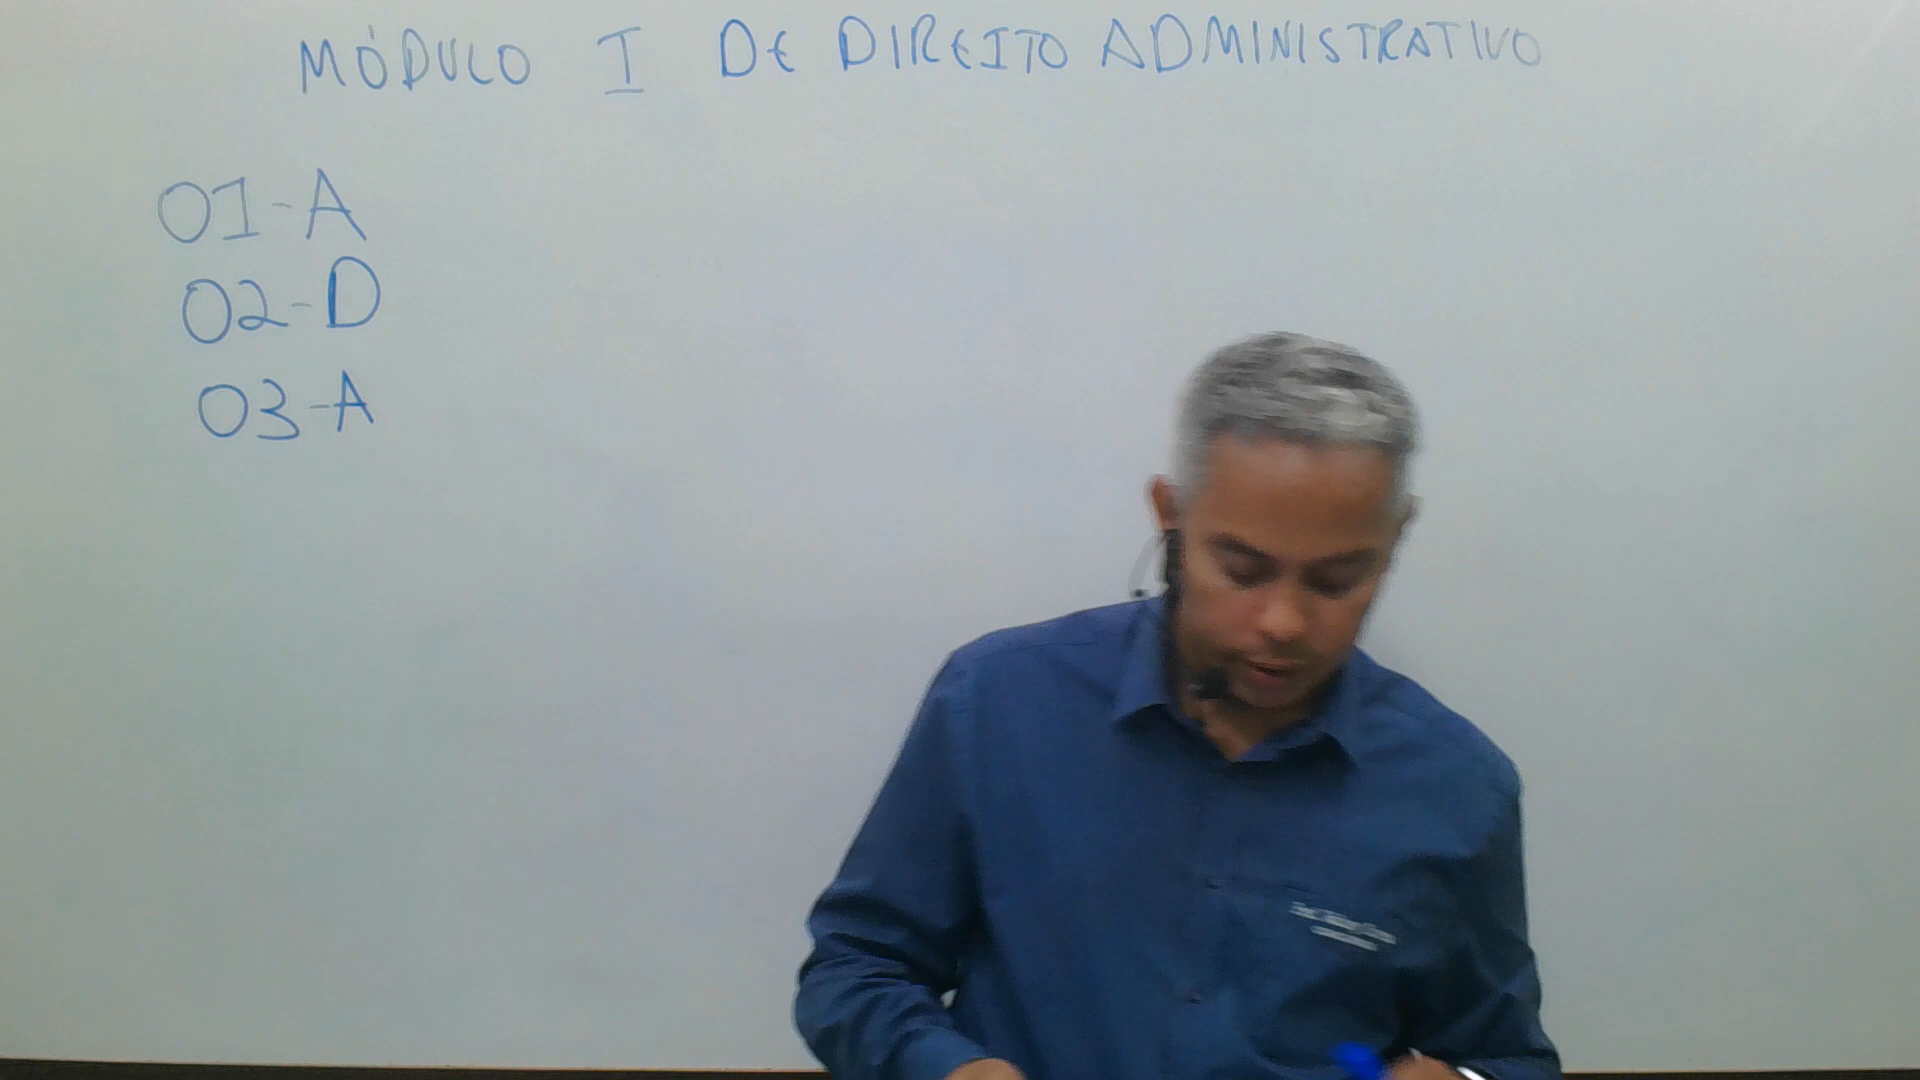 MÓDULO I DE DIREITO ADMINISTRATIVO
01-A
02-D
03-A